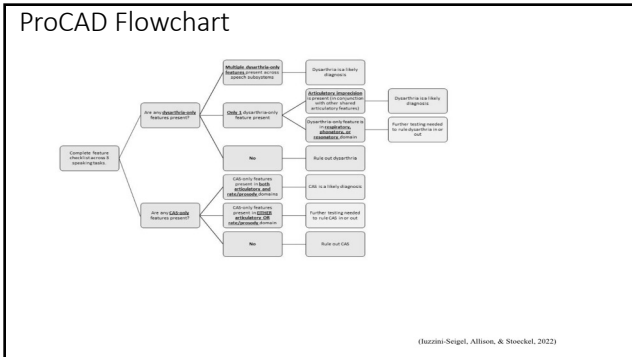 ProCAD Flowchart
Multiple dysarthria-only
features present across
speech subsystems
Dysarthria is a likely
diagnosis
Articulatory imprecision
is present (in conjunction
with other shared
articulatory features)
Dysarthria is a likely
diagnosis
Are any dysarthria-only
features present?
Only 1 dysarthria-only
feature present
Dysarthria-only feature is
in respiratory,
phonatory, or
resonatory domain
Further testing needed
to rule dysarthria in or
out
No
Rule out dysarthria
Complete feature
checklist across 3
speaking tasks.
CAS-only features
present in both
articulatory and
rate/prosody domains
CAS is a likely diagnosis
Are any CAS-only
features present?
CAS-only features
present in EITHER
articulatory OR
rate/prosody domain
Further testing needed
to rule CAS in or out
No
Rule out CAS
(Iuzzini-Seigel, Allison, & Stoeckel, 2022)